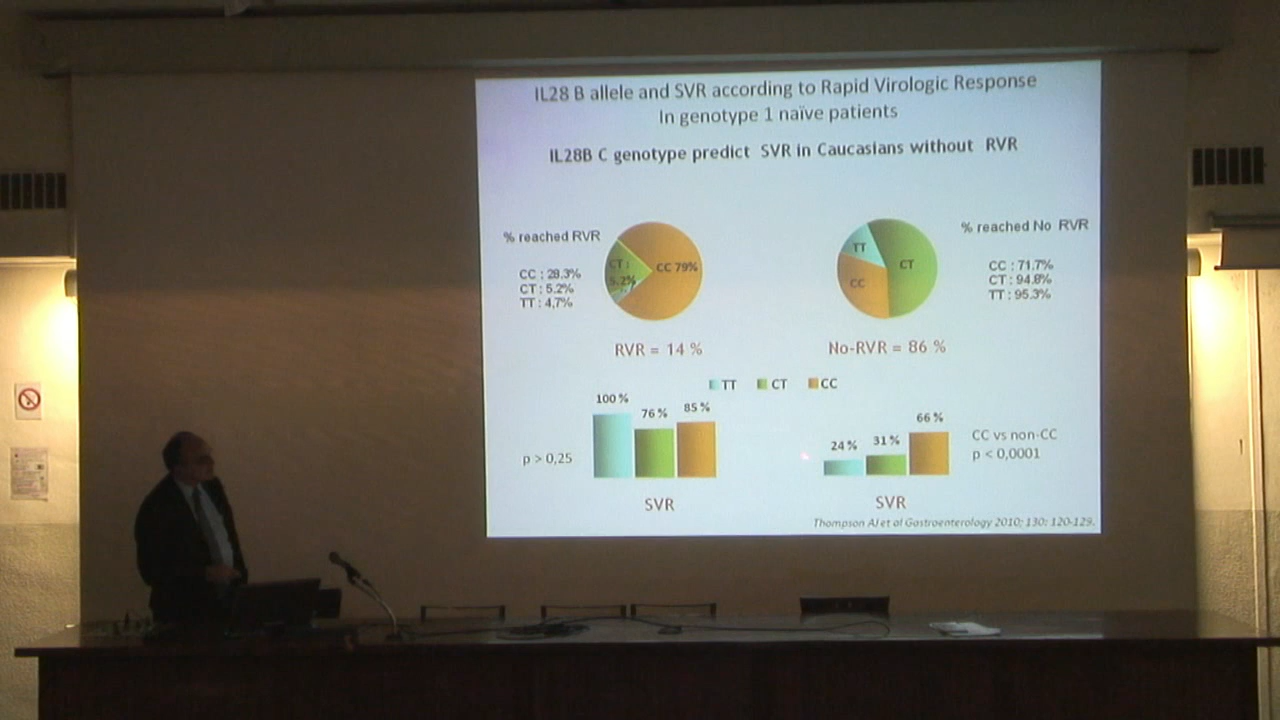 IL28 B allele and SVR according to Rapid Virologic Response
In genotype 1 naïve patients
IL28B C genotype predict SVR in Caucasians without RVR
% reached RVR
CC : 28.3%
CT : 5.2%
TT : 4,7%
CT :
5.2%
CC 79%
RVR = 14 %
TT
CT
CC
No-RVR = 86 %
% reached No RVR
CC : 71.7%
CT : 94.8%
TT : 95.3%
TT CT CC
100 %
76 %
85 %
p > 0,25
SVR
24 %
31 %
66 %
CC vs non-CC
p < 0,0001
SVR
Thompson AJ et al Gastroenterology 2010; 130: 120-129.